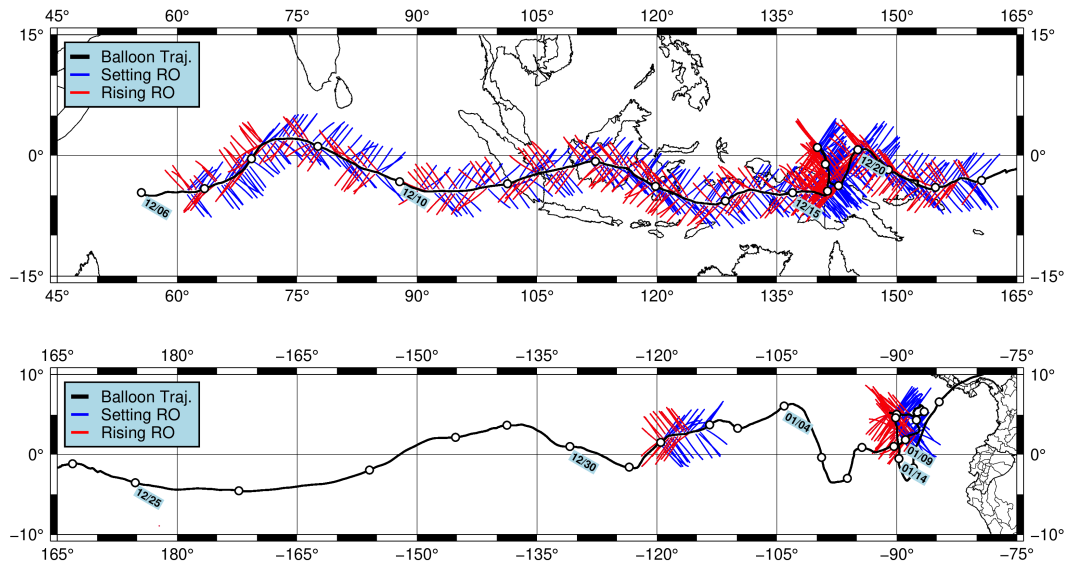 45° 60° 75° 90° 105° 120° 135° 150° 165°
15° 15°
Balloon Traj.
Setting RO
Rising RO
0° 0°
12/06 12/10 12/15 12/20
−15° −15°
45° 60° 75° 90° 105° 120° 135° 150° 165°
165° 180° −165° −150° −135° −120° −105° −90° −75°
10° 10°
Balloon Traj.
Setting RO
Rising RO
0° 0°
12/25 12/30 01/04 01/09 01/14
−10° −10°
165° 180° −165° −150° −135° −120° −105° −90° −75°